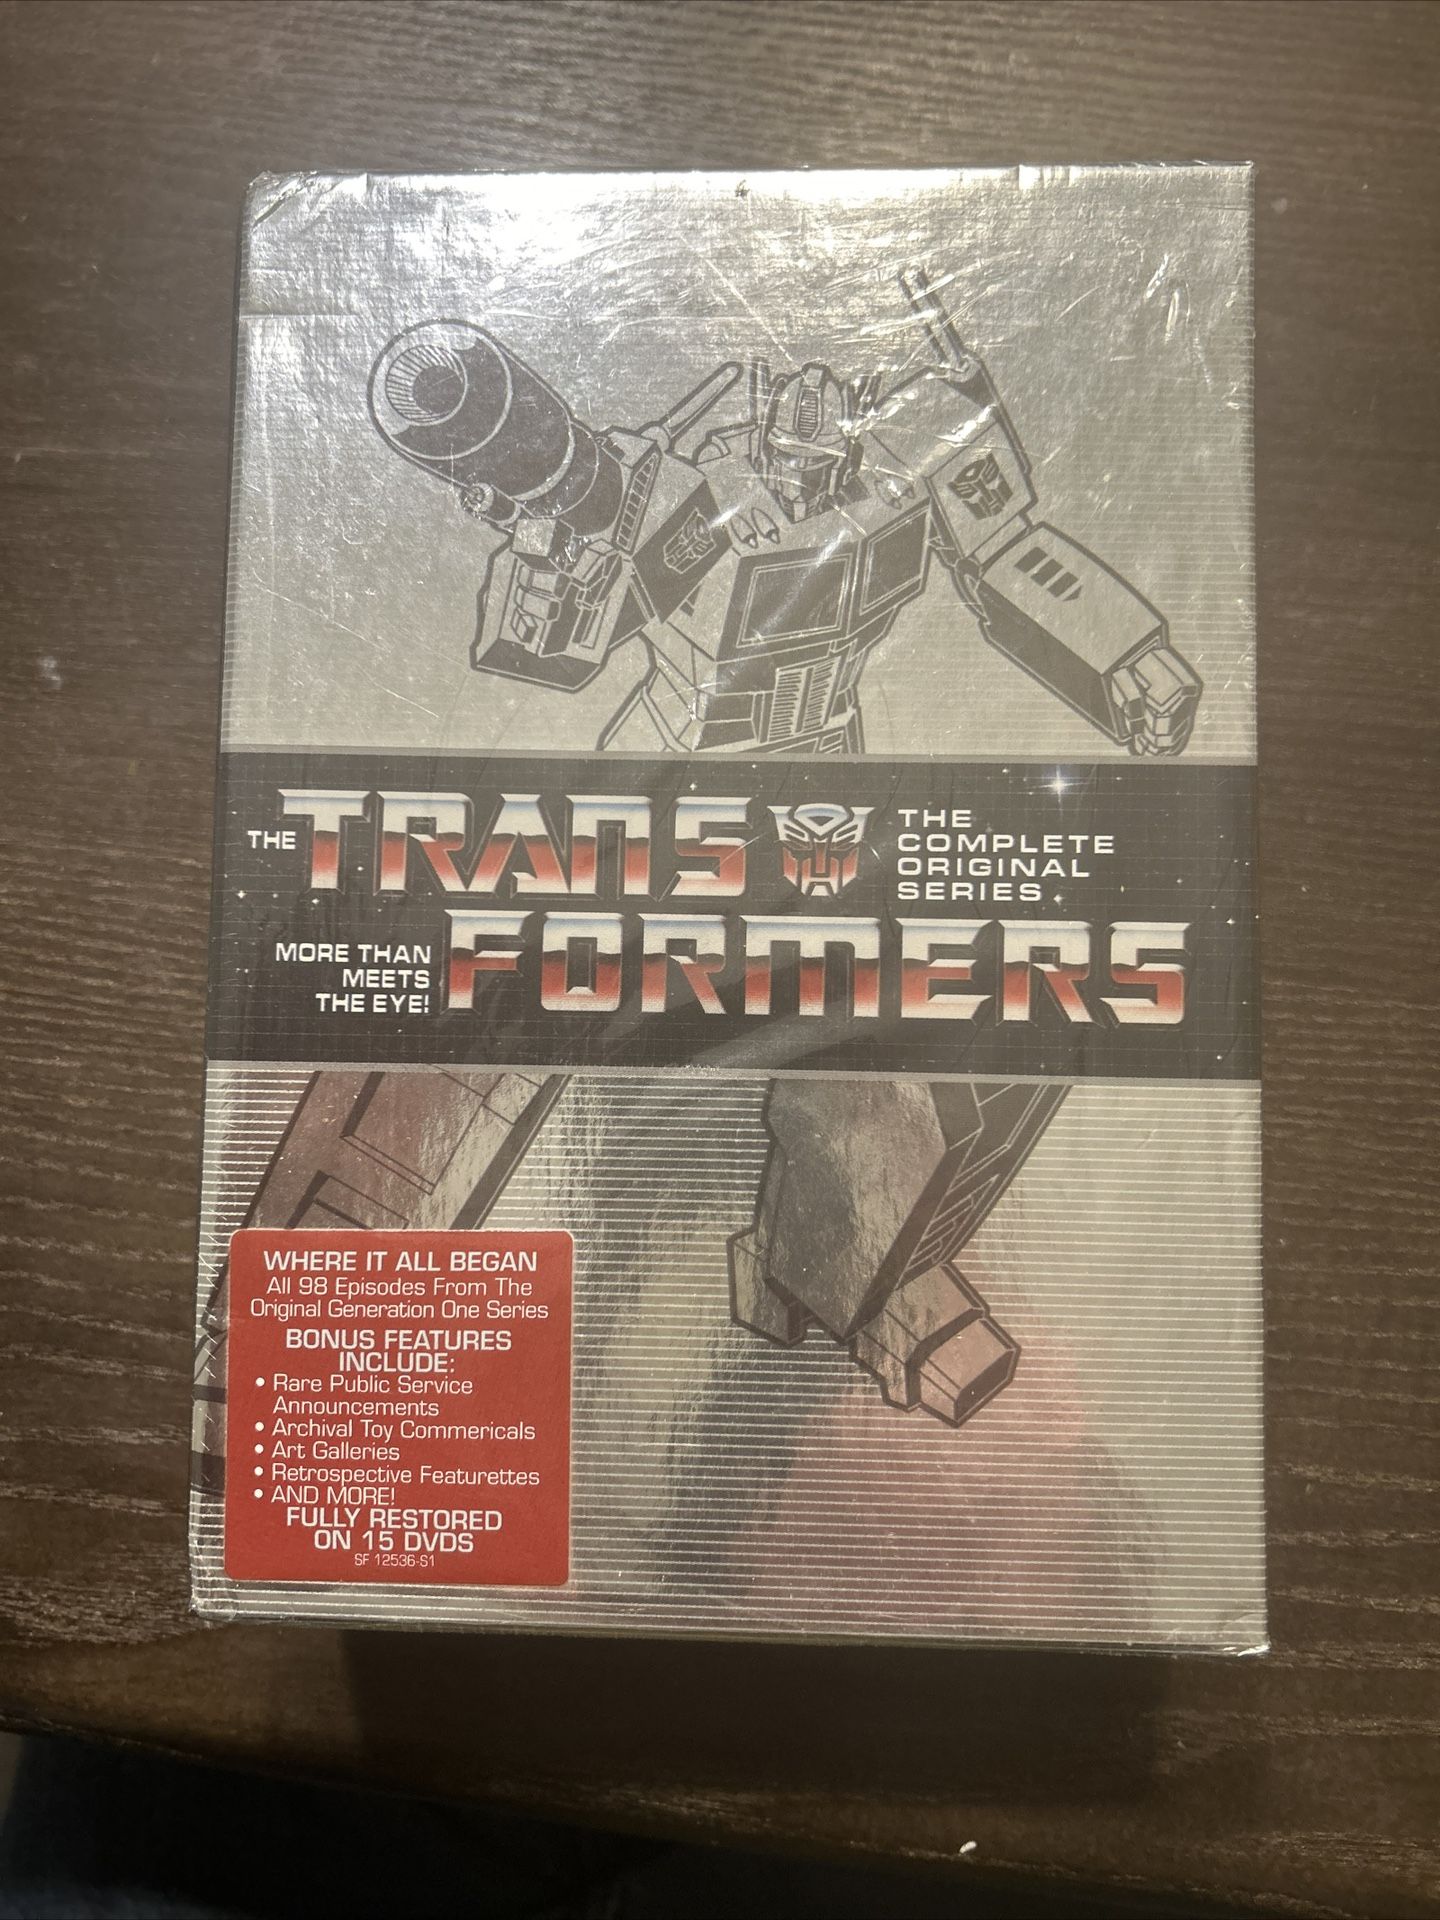 THE TRANS
THE
COMPLETE
ORIGINAL
SERIES
MORE THAN
MEETS
THE EYE!
FORMERS
WHERE IT ALL BEGAN
All 98 Episodes From The
Original Generation One Series
BONUS FEATURES
INCLUDE:
• Rare Public Service
Announcements
• Archival Toy Commericals
• Art Galleries
• Retrospective Featurettes
• AND MORE!
FULLY RESTORED
ON 15 DVDS
SF 12536-S1